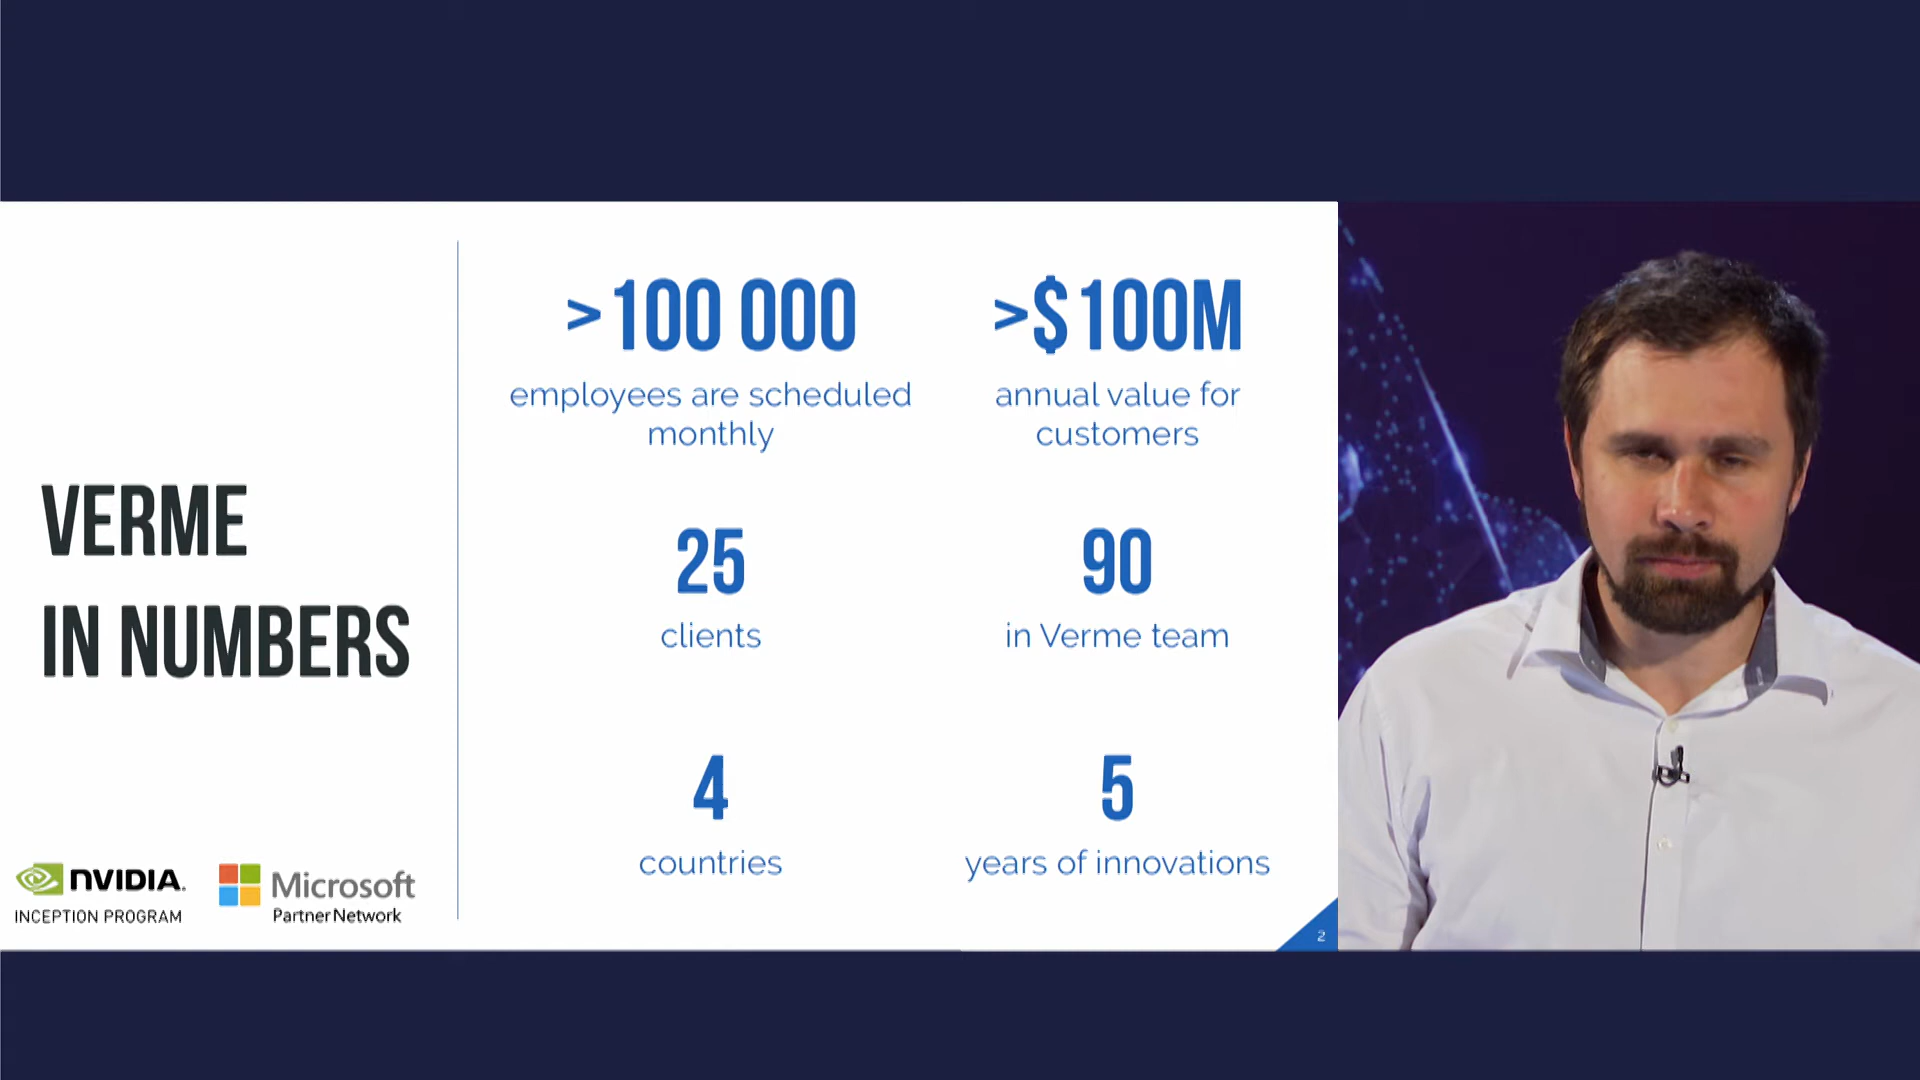 VERME
IN NUMBERS
>100 000
employees are scheduled
monthly
>$100M
annual value for
customers
25
clients
90
in Verme team
4
countries
5
years of innovations
NVIDIA.
INCEPTION PROGRAM
Microsoft
Partner Network
2